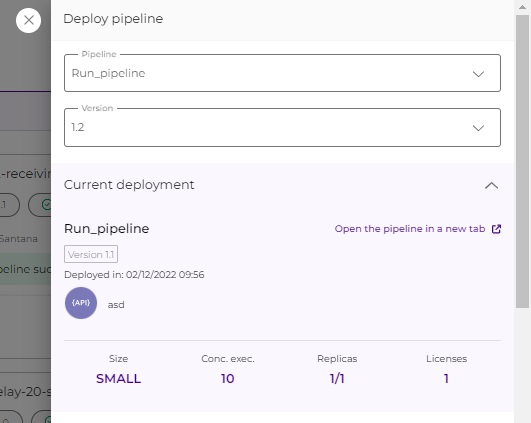 Deploy pipeline
Pipeline
Run_pipeline
Version
1.2
Current deployment
Run_pipeline
Open the pipeline in a new tab
Version 1.1
Deployed in: 02/12/2022 09:56
{API}
asd
Size
Conc. exec.
Replicas
Licenses
SMALL
10
1/1
1
-receivin
.1
Santana
peline suc
elay-20-s